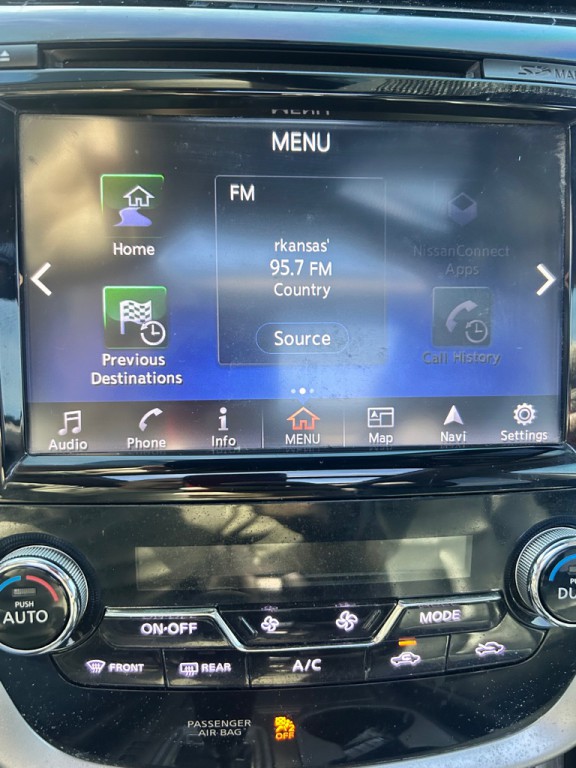 MAP
MENU
FM
Home
rkansas'
95.7 FM
Country
NissanConnect
Apps
Source
Previous
Destinations
Call History
Audio
Phone
Info
MENU
Map
Navi
Settings
PUSH
AUTO
ON·OFF
MODE
FRONT
REAR
A/C
PASSENGER
AIR BAG
OFF